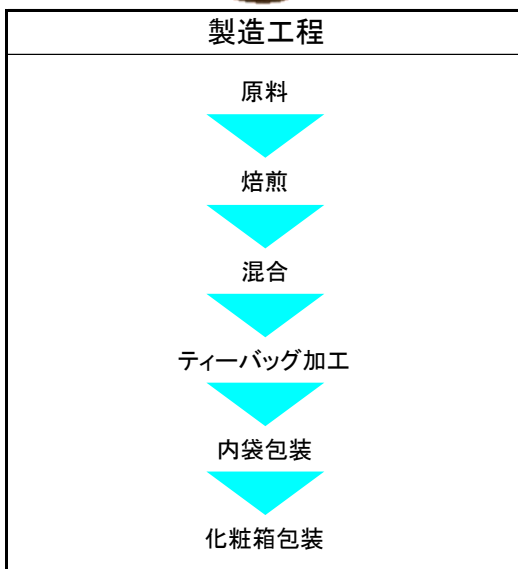 製造工程
原料
焙煎
混合
ティーバッグ加工
内袋包装
化粧箱包装